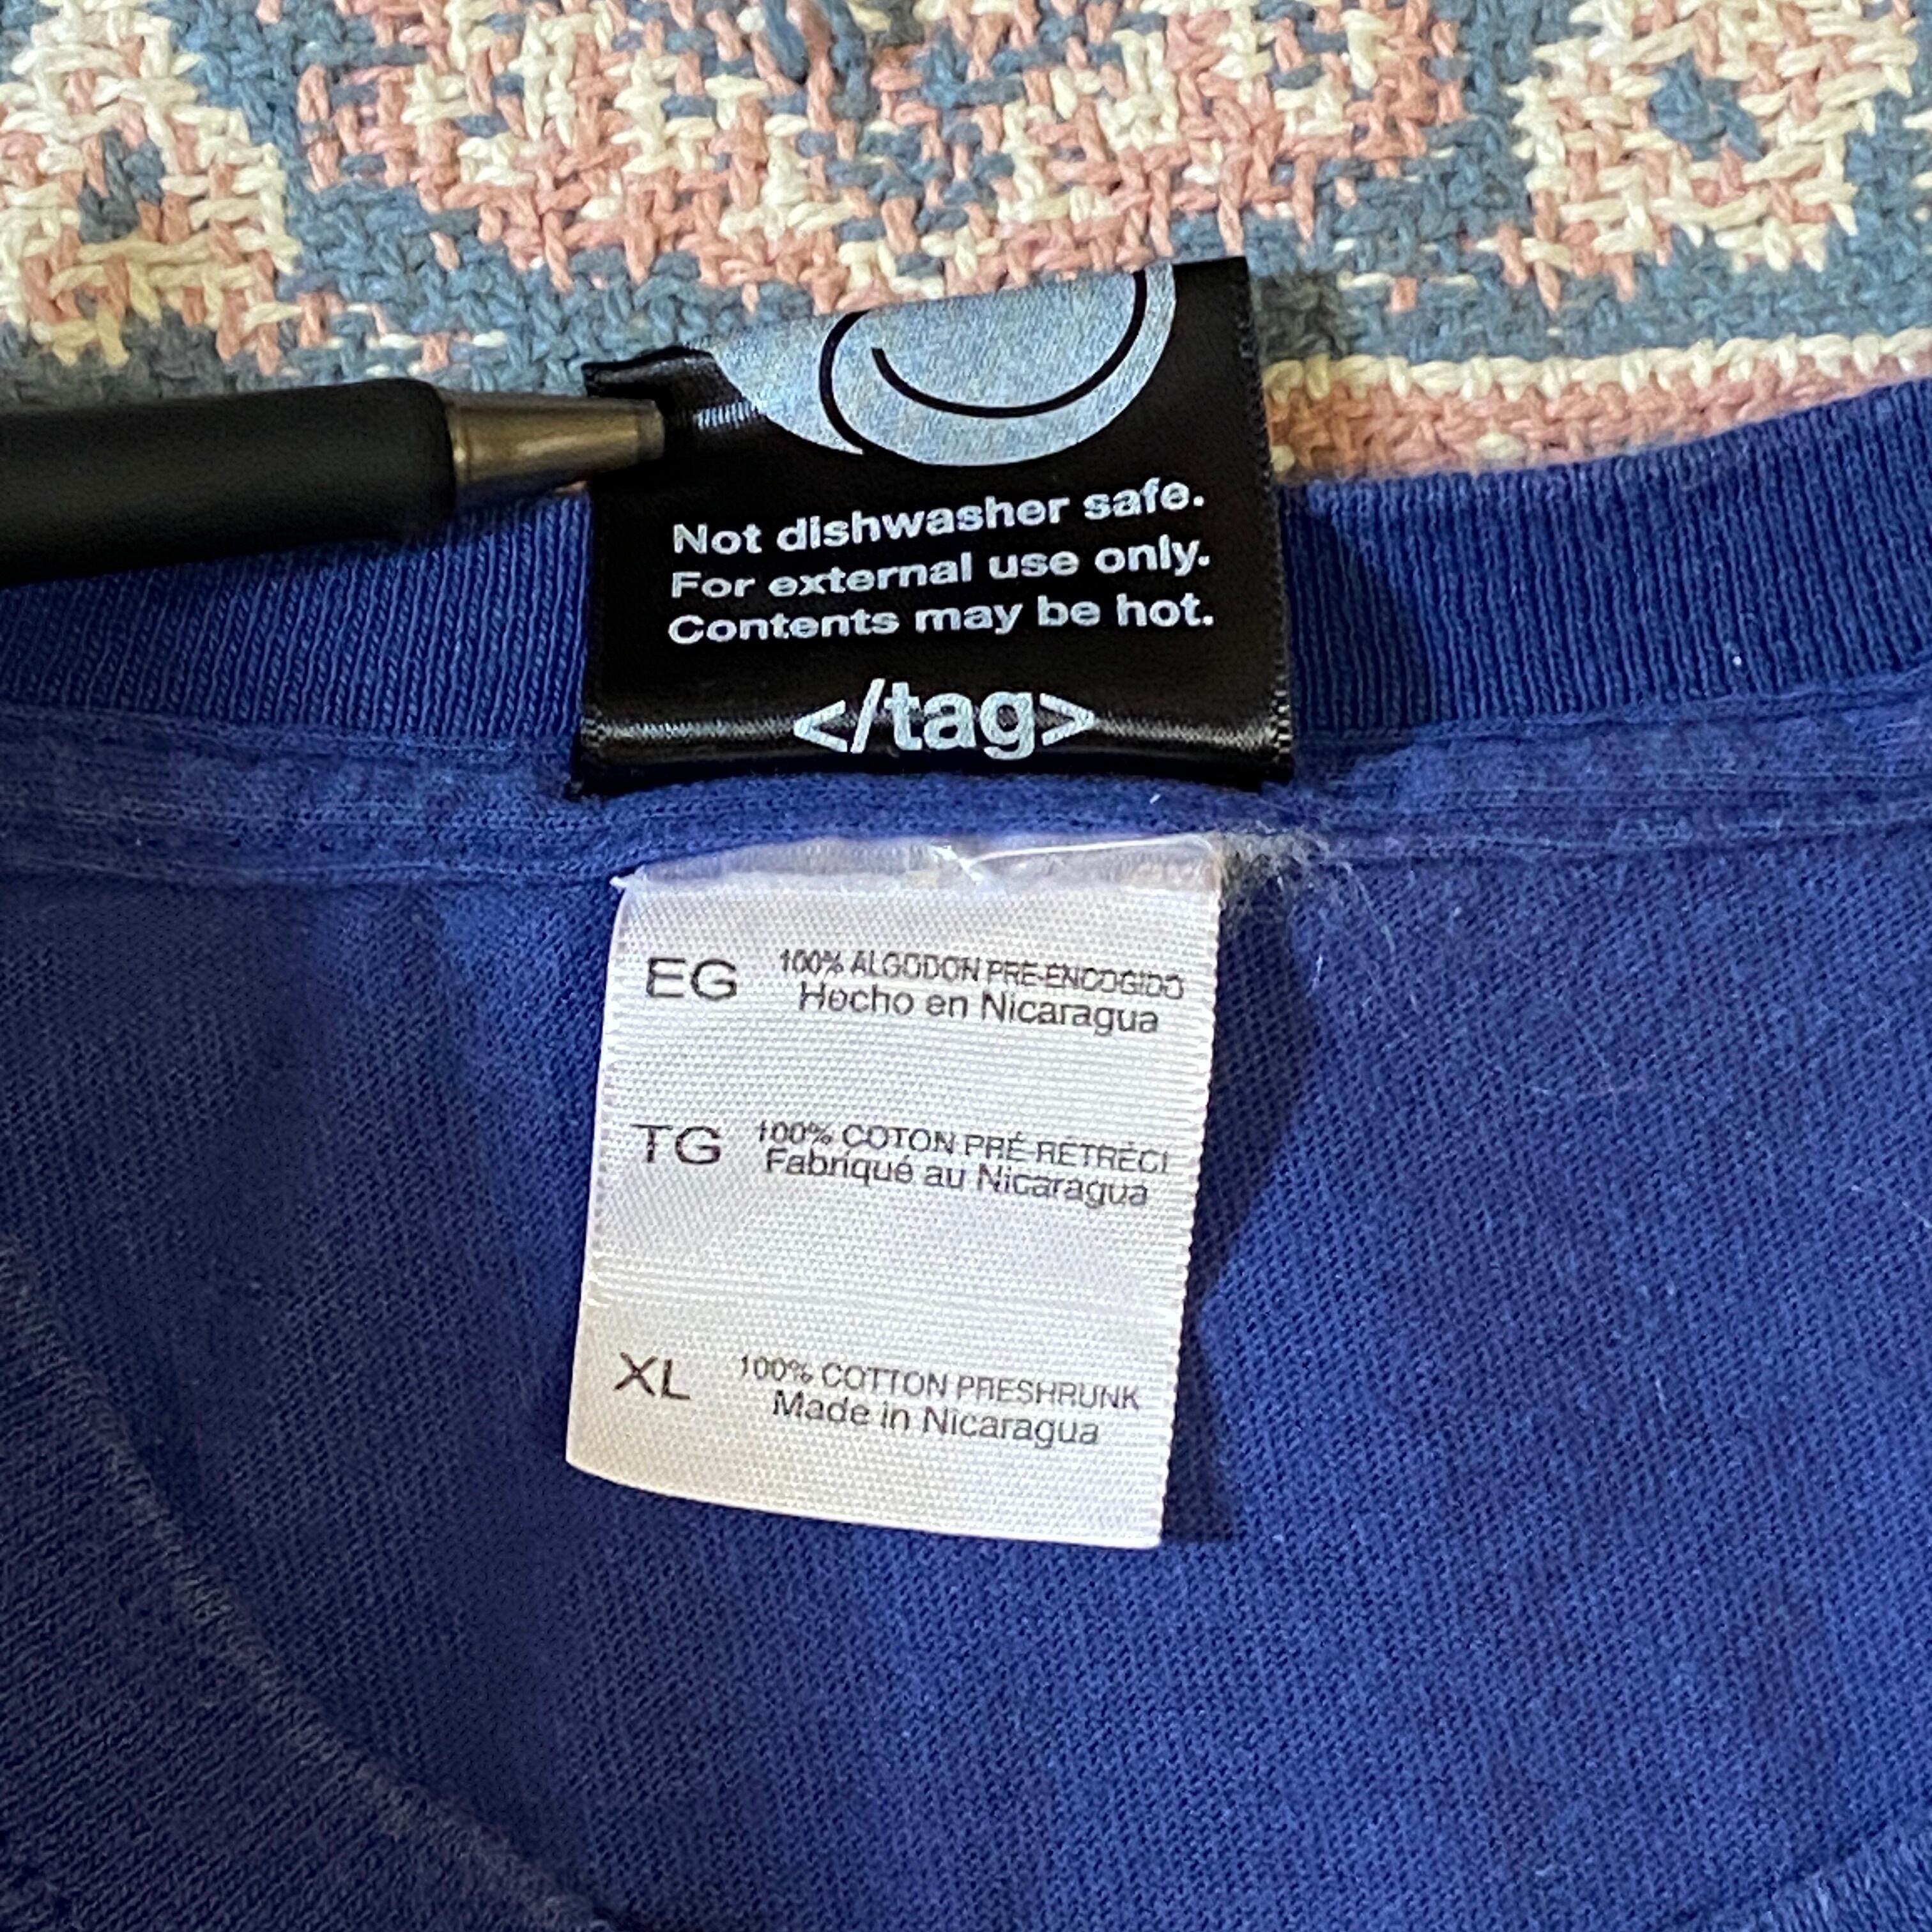 Not dishwasher safe.
For external use only.
Contents may be hot.
</tag>
EG 100% ALGODON PRE-ENCOGIDO
Hecho en Nicaragua
TG 100% COTON PRÉ-RETRÉCI
Fabriqué au Nicaragua
XL 100% COTTON PRESHRUNK
Made in Nicaragua